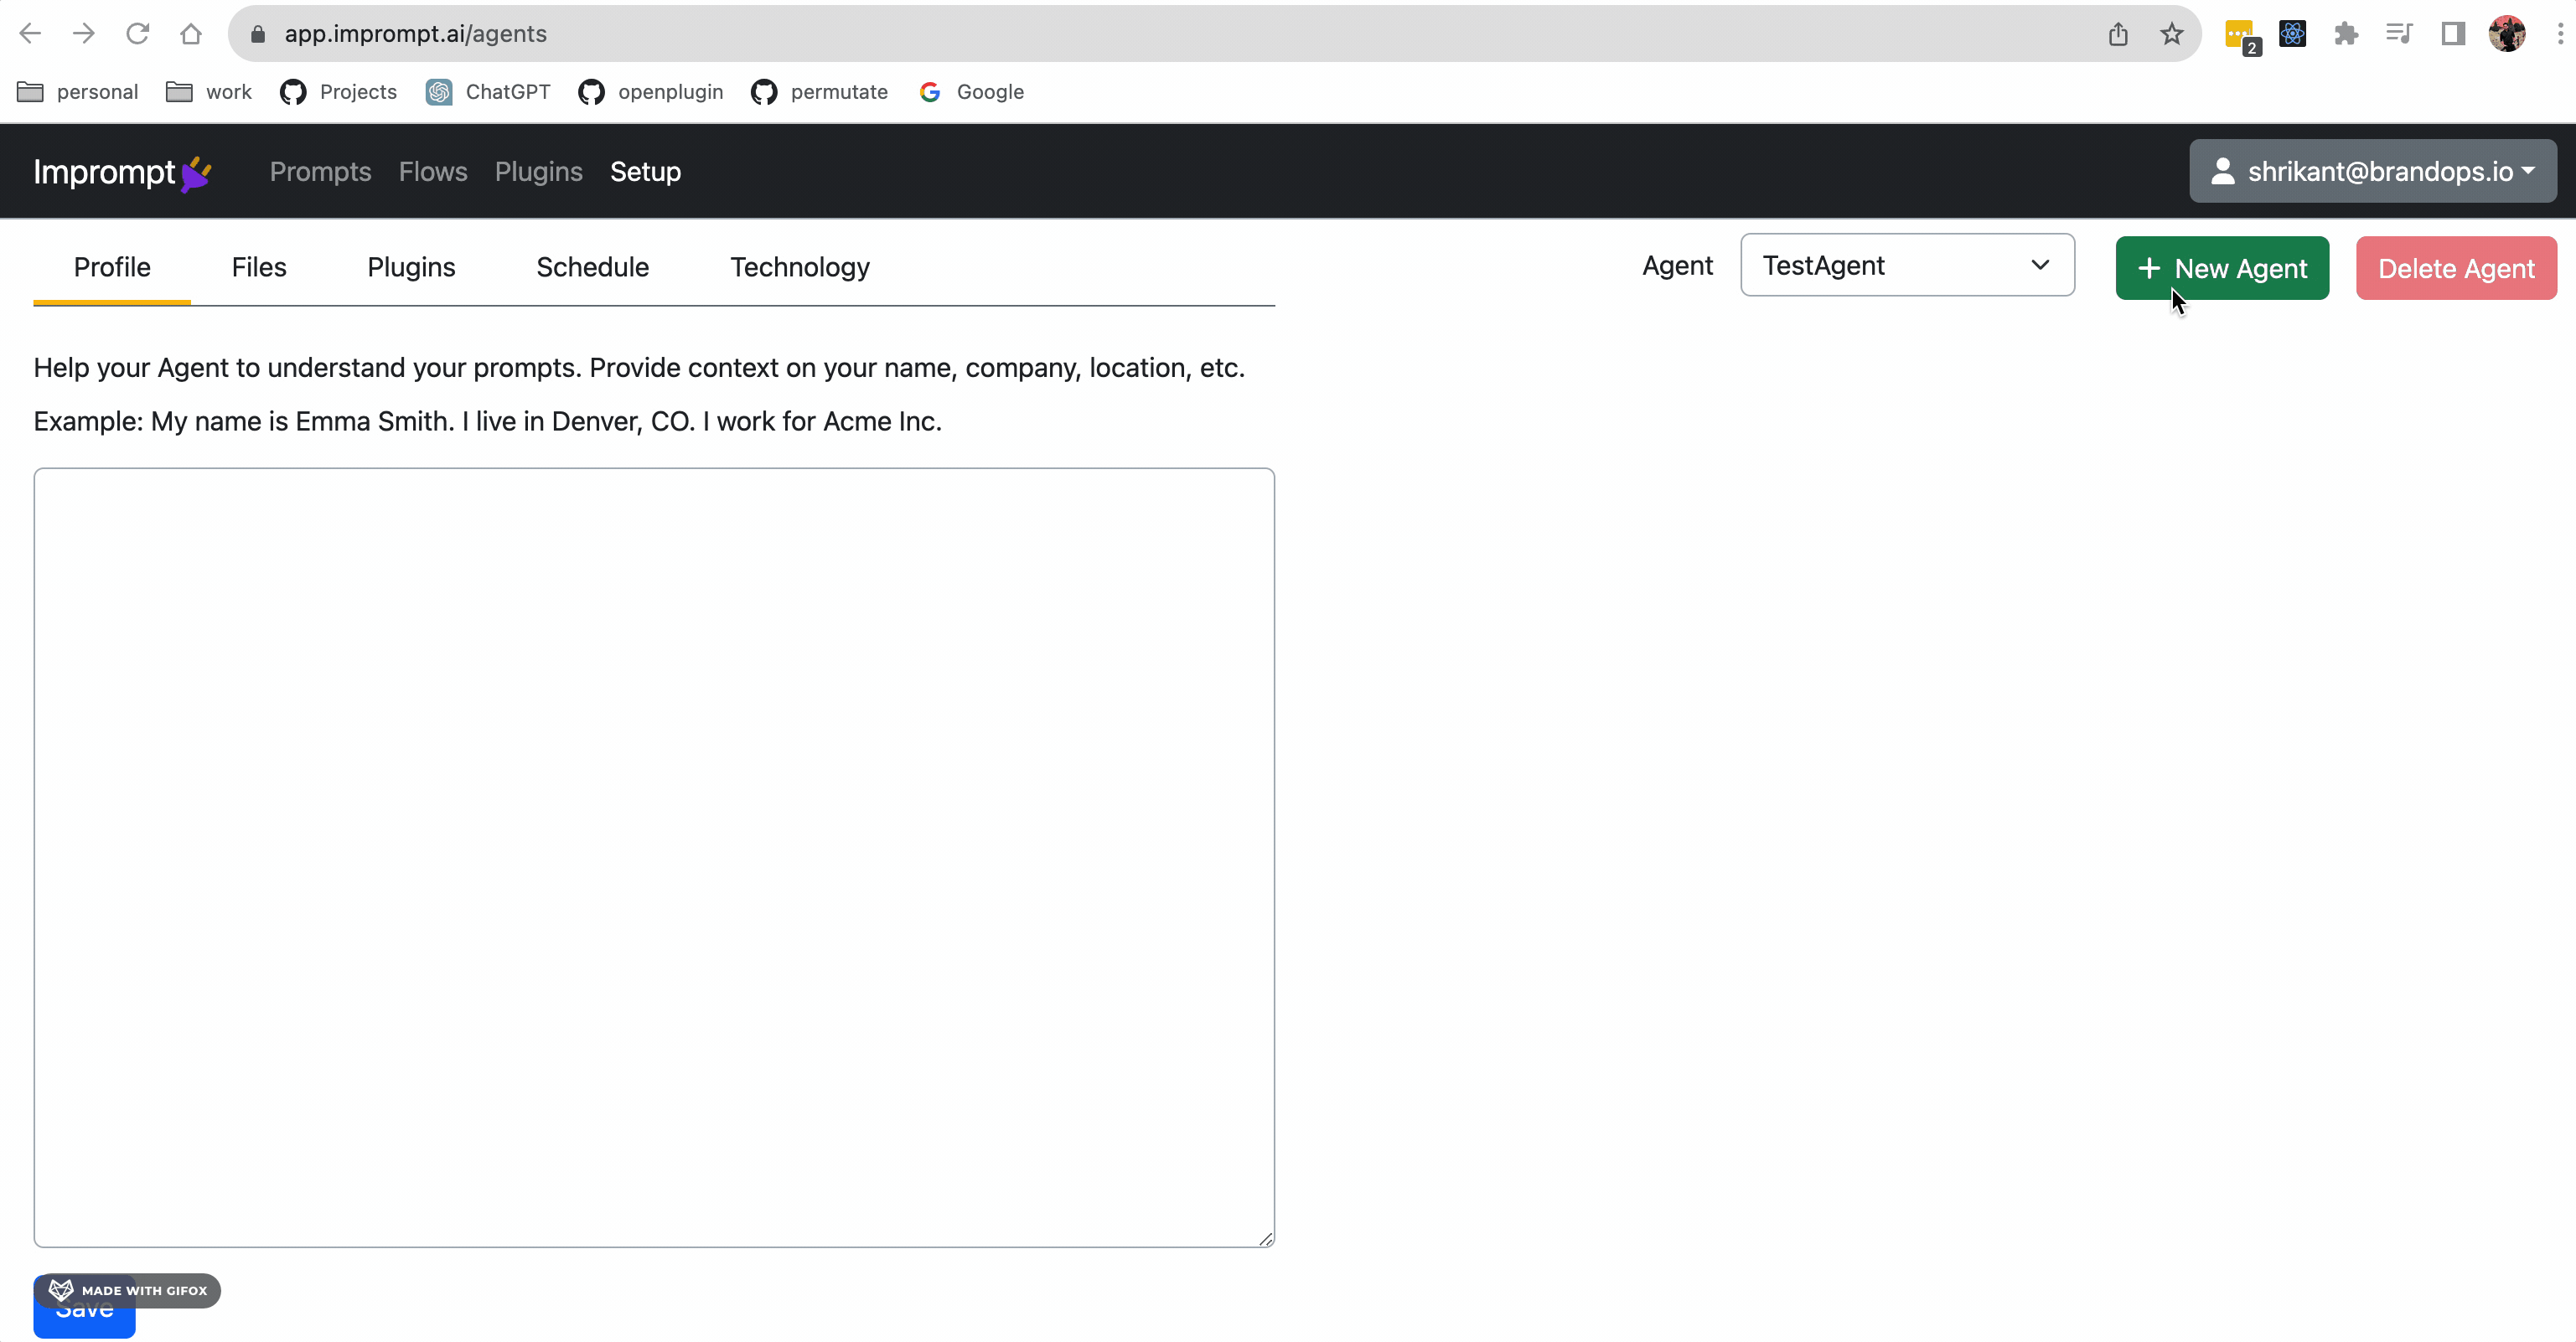 app.imprompt.ai/agents
2
personal work Projects ChatGPT openplugin permutate Google
Imprompt Prompts Flows Plugins Setup shrikant@brandops.io
Profile Files Plugins Schedule Technology Agent TestAgent + New Agent Delete Agent
Help your Agent to understand your prompts. Provide context on your name, company, location, etc.
Example: My name is Emma Smith. I live in Denver, CO. I work for Acme Inc.
MADE WITH GIFOX
Save